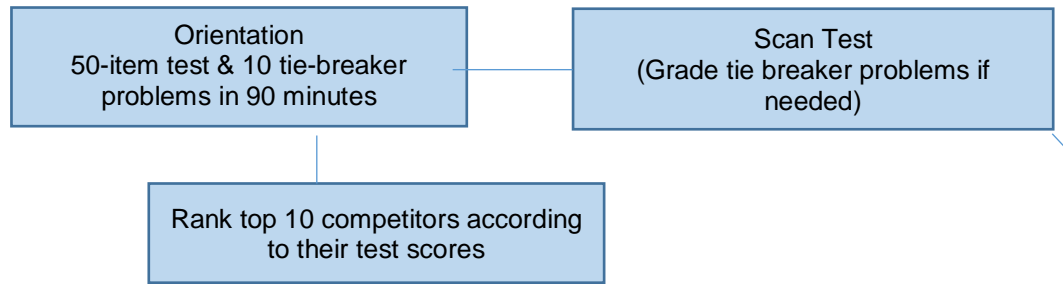 Orientation
50-item test & 10 tie-breaker
problems in 90 minutes
Scan Test
(Grade tie breaker problems if
needed)
Rank top 10 competitors according
to their test scores